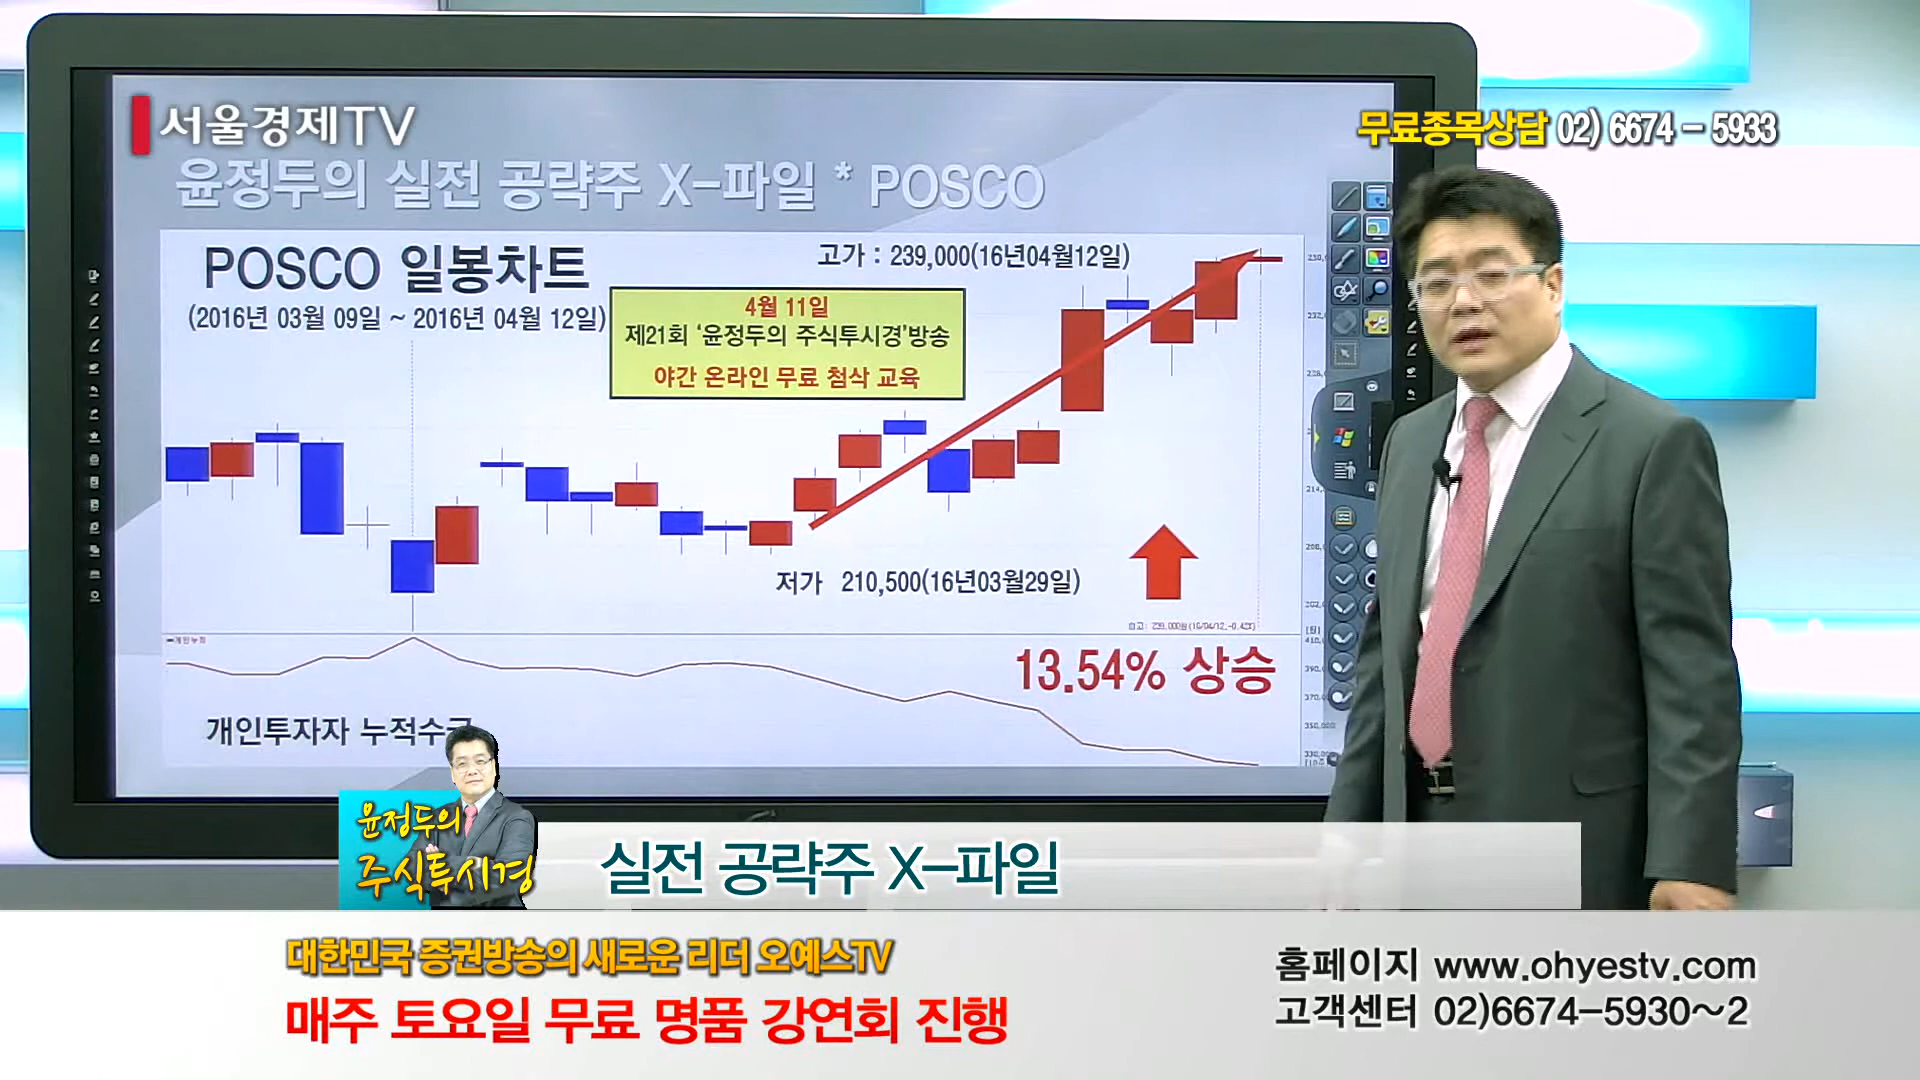 서울경제TV
무료종목상담 02) 6674 - 5933
윤정두의 실전 공략주 X-파일 * POSCO
POSCO 일봉차트
(2016년 03월 09일 ~ 2016년 04월 12일)
고가 : 239,000(16년04월12일)
4월 11일
제21회 '윤정두의 주식투시경'방송
야간 온라인 무료 첨삭 교육
저가 210,500(16년03월29일)
13.54% 상승
개인투자자
윤정두의
주식투시경
실전 공략주 X-파일
대한민국 증권방송의 새로운 리더 오예스TV
매주 토요일 무료 명품 강연회 진행
홈페이지 www.ohyestv.com
고객센터 02)6674-5930~2